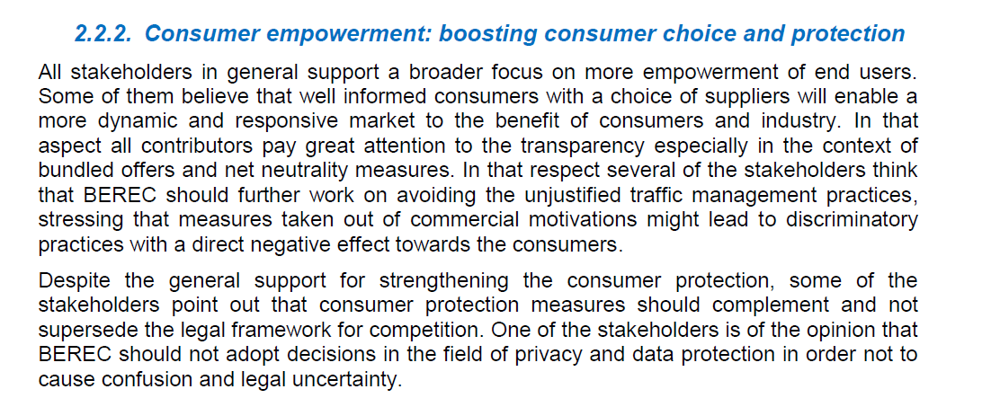 2.2.2. Consumer empowerment: boosting consumer choice and protection
All stakeholders in general support a broader focus on more empowerment of end users.
Some of them believe that well informed consumers with a choice of suppliers will enable a
more dynamic and responsive market to the benefit of consumers and industry. In that
aspect all contributors pay great attention to the transparency especially in the context of
bundled offers and net neutrality measures. In that respect several of the stakeholders think
that BEREC should further work on avoiding the unjustified traffic management practices,
stressing that measures taken out of commercial motivations might lead to discriminatory
practices with a direct negative effect towards the consumers.
Despite the general support for strengthening the consumer protection, some of the
stakeholders point out that consumer protection measures should complement and not
supersede the legal framework for competition. One of the stakeholders is of the opinion that
BEREC should not adopt decisions in the field of privacy and data protection in order not to
cause confusion and legal uncertainty.